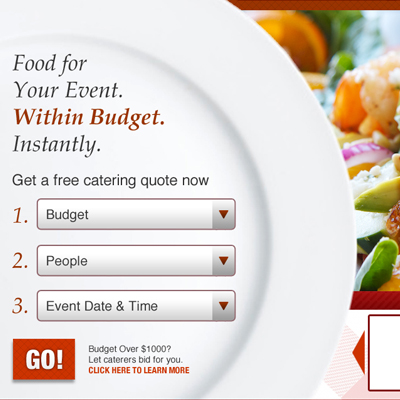 Food for
Your Event.
Within Budget.
Instantly.
Get a free catering quote now
1. Budget
2. People
3. Event Date & Time
GO!
Budget Over $1000?
Let caterers bid for you.
CLICK HERE TO LEARN MORE